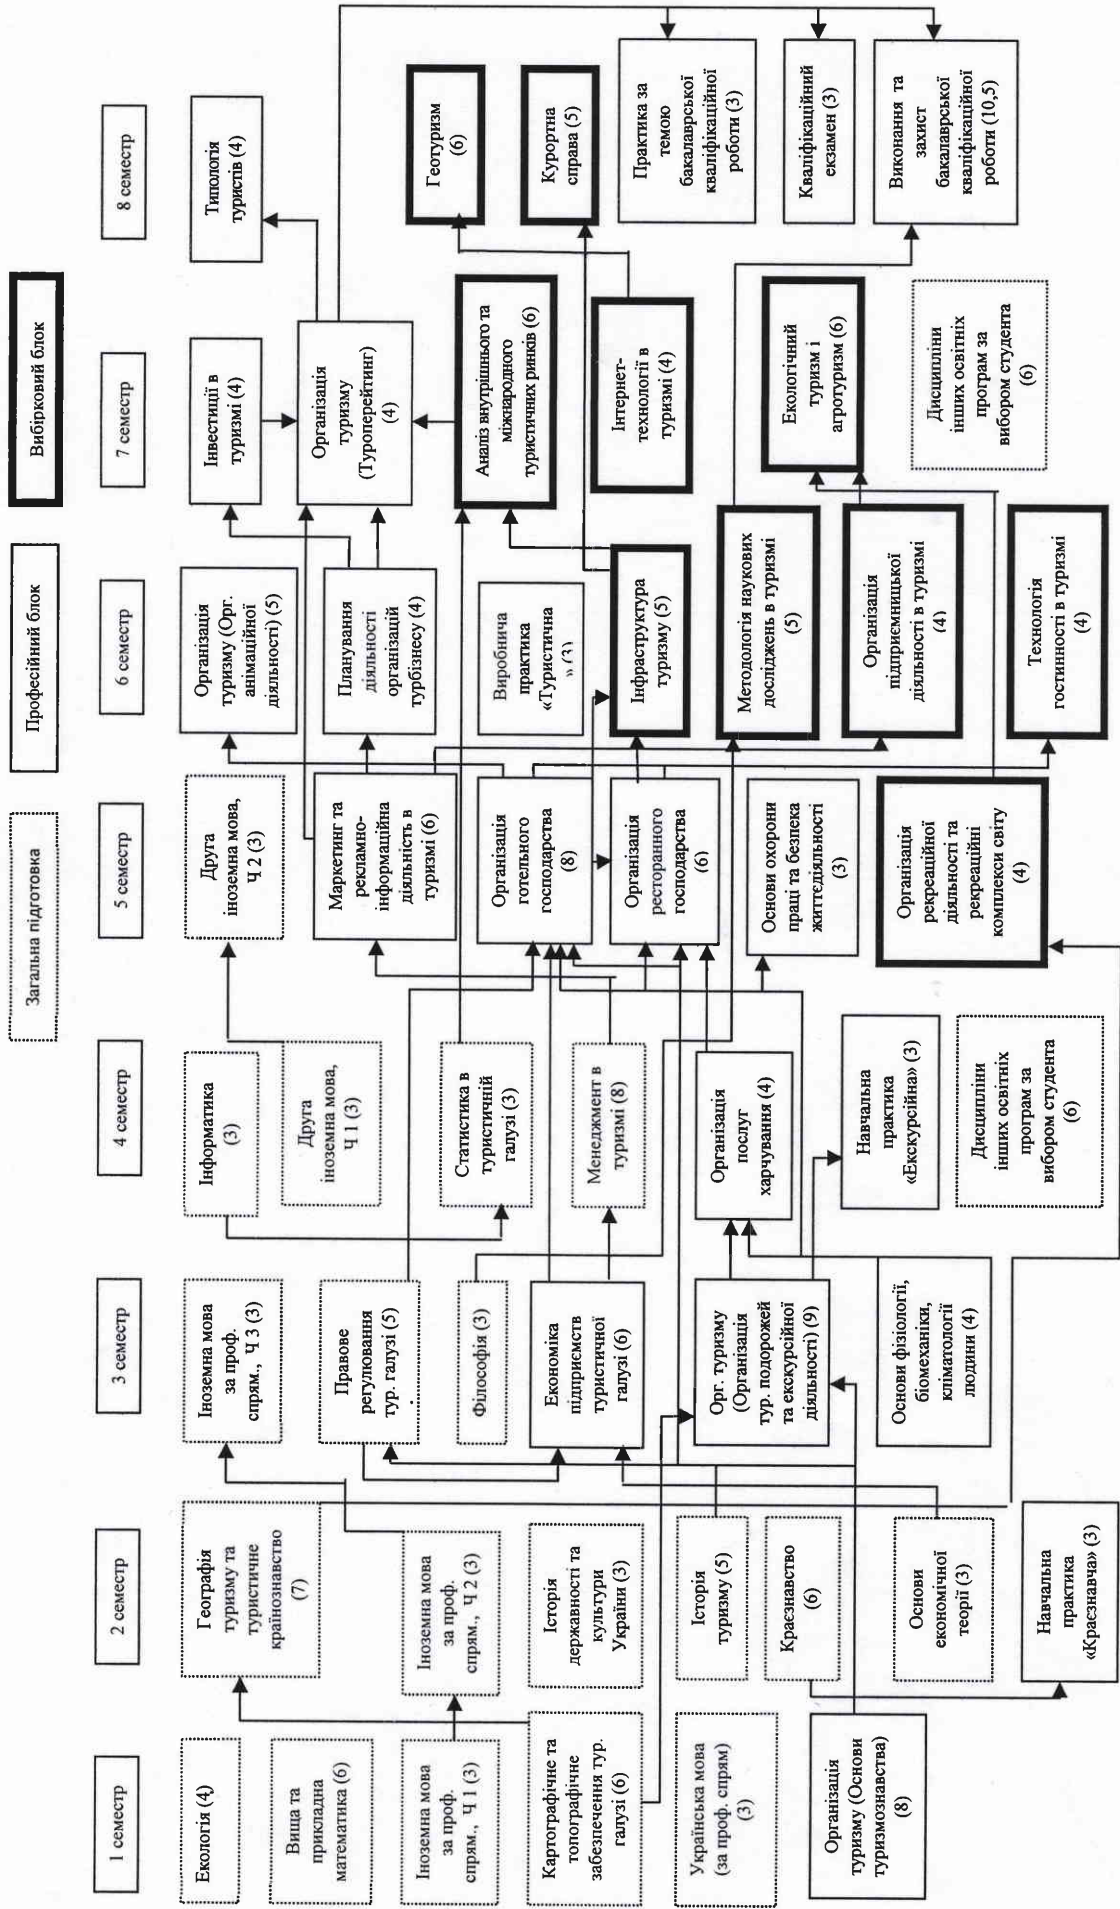 Загальна підготовка
Професійний блок
Вибірковий блок
1 семестр
2 семестр
3 семестр
4 семестр
5 семестр
6 семестр
7 семестр
8 семестр
Екологія (4)
Вища та
прикладна
математика (6)
Іноземна мова
за проф.
спрям., Ч 1 (3)
Картографічне та
топографічне
забезпечення тур.
галузі (6)
Українська мова
(за проф. спрям)
(3)
Організація
туризму (Основи
туризмознавства)
(8)
Географія
туризму та
туристичне
країнознавство
(7)
Іноземна мова
за проф.
спрям., Ч 2 (3)
Історія
державності та
культури
України (3)
Історія
туризму (5)
Краєзнавство
(6)
Основи
економічної
теорії (3)
Навчальна
практика
«Краєзнавча» (3)
Іноземна мова
за проф.
спрям., Ч 3 (3)
Правове
регулювання
тур. галузі (5)
Філософія (3)
Економіка
підприємств
туристичної
галузі (6)
Орг. туризму
(Організація
тур. подорожей
та екскурсійної
діяльності) (9)
Основи фізіології,
біомеханіки,
кліматології
людини (4)
Інформатика
(3)
Друга
іноземна мова,
Ч 1 (3)
Статистика в
туристичній
галузі (3)
Менеджмент в
туризмі (8)
Організація
послуг
харчування (4)
Навчальна
практика
«Екскурсійна» (3)
Дисципліни
інших освітніх
програм за
вибором студента
(6)
Друга
іноземна мова,
Ч 2 (3)
Маркетинг та
рекламно-
інформаційна
діяльність в
туризмі (6)
Організація
готельного
господарства
(8)
Організація
ресторанного
господарства
(6)
Основи охорони
праці та безпека
життєдіяльності
(3)
Організація
рекреаційної
діяльності та
рекреаційні
комплекси світу
(4)
Організація
туризму (Орг.
анімаційної
діяльності) (5)
Планування
діяльності
організацій
турбізнесу (4)
Виробнича
практика
«Туристична
» (3)
Інфраструктура
туризму (5)
Методологія наукових
досліджень в туризмі
(5)
Організація
підприємницької
діяльності в туризмі
(4)
Технологія
гостинності в туризмі
(4)
Інвестиції в
туризмі (4)
Організація
туризму
(Туроперейтинг)
(4)
Аналіз внутрішнього та
міжнародного
туристичних ринків (6)
Інтернет-
технології в
туризмі (4)
Екологічний
туризм і
агротуризм (6)
Дисципліни
інших освітніх
програм за
вибором студента
(6)
Типологія
туристів (4)
Геотуризм
(6)
Курортна
справа (5)
Практика за
темою
бакалаврської
кваліфікаційної
роботи (3)
Кваліфікаційний
екзамен (3)
Виконання та
захист
бакалаврської
кваліфікаційної
роботи (10,5)